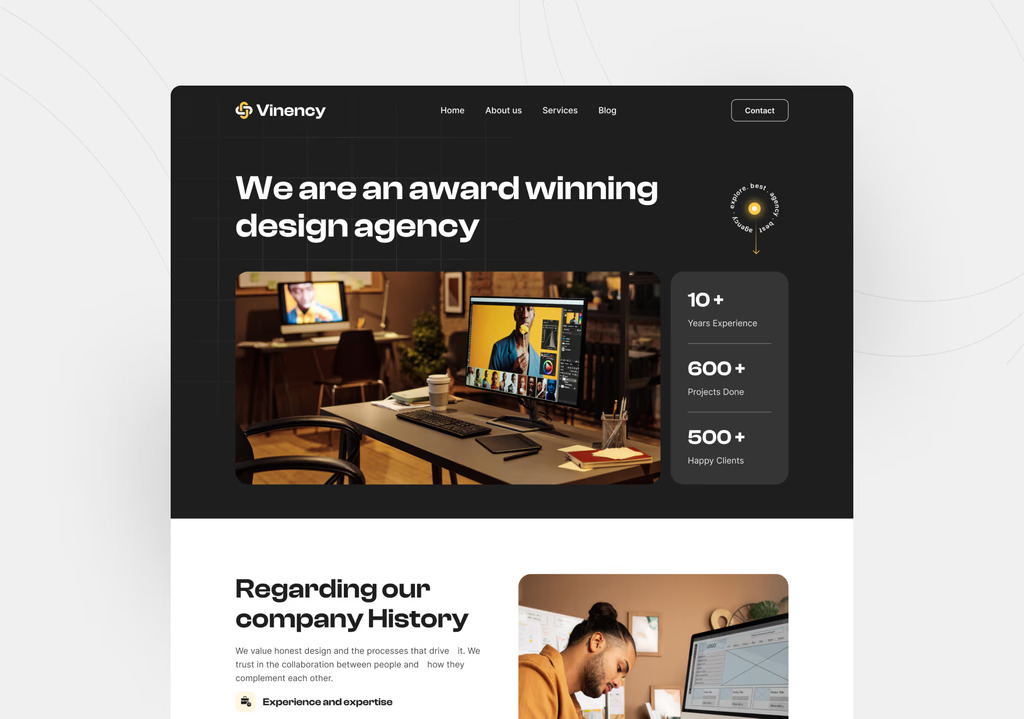 Vinency
Home
About us
Services
Blog
Contact
We are an award winning
design agency
explore. best. agency. best. agency.
10 +
Years Experience
600 +
Projects Done
500 +
Happy Clients
Regarding our
company History
We value honest design and the processes that drive it. We
trust in the collaboration between people and how they
complement each other.
Experience and expertise